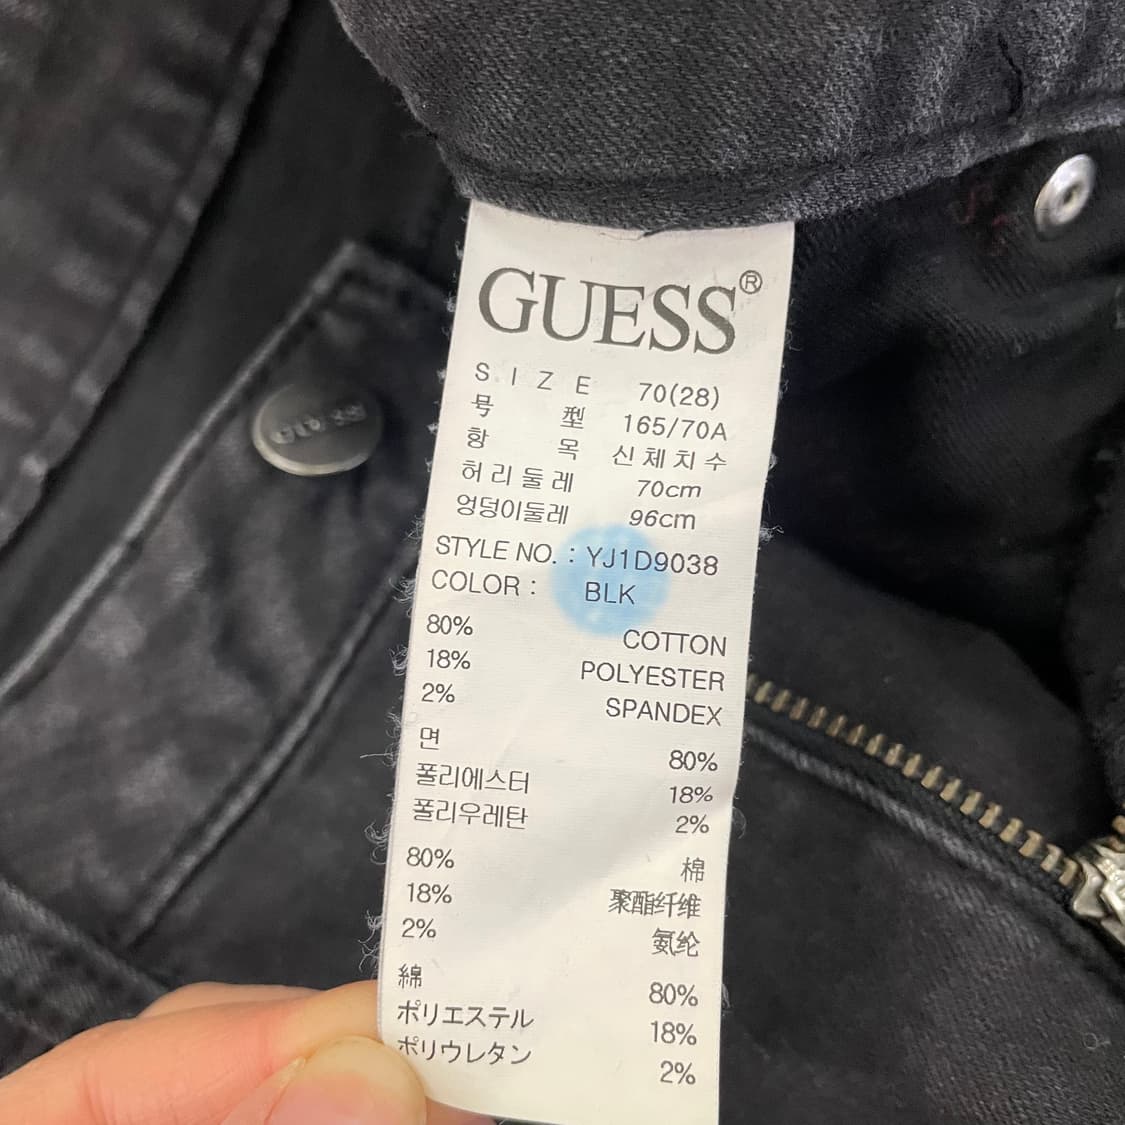 GUESS®
SIZE 70(28)
号型 165/70A
항목 신체치수
허리둘레 70cm
엉덩이둘레 96cm
STYLE NO. : YJ1D9038
COLOR : BLK
80% COTTON
18% POLYESTER
2% SPANDEX
면 80%
폴리에스터 18%
폴리우레탄 2%
80% 棉
18% 聚酯纤维
2% 氨纶
綿 80%
ポリエステル 18%
ポリウレタン 2%
GUESS